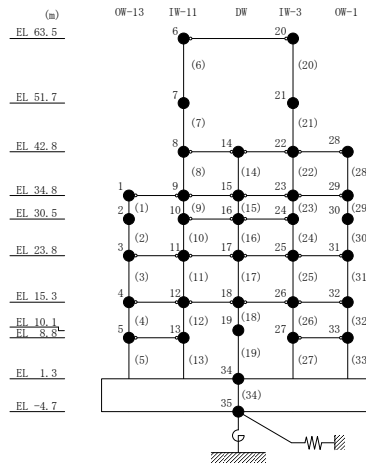 (m) OW-13 IW-11 DW IW-3 OW-1
EL 63.5 6 20
(6) (20)
EL 51.7 7 21
(7) (21)
EL 42.8 8 14 22 28
(8) (14) (22) (28)
EL 34.8 1 9 15 23 29
(1) (9) (15) (23) (29)
EL 30.5 2 10 16 24 30
(2) (10) (16) (24) (30)
EL 23.8 3 11 17 25 31
(3) (11) (17) (25) (31)
EL 15.3 4 12 18 26 32
(4) (12) (18) (26) (32)
EL 10.1 19
EL 8.8 5 13 27 33
(5) (13) (19) (27) (33)
EL 1.3 34
(34)
EL -4.7 35